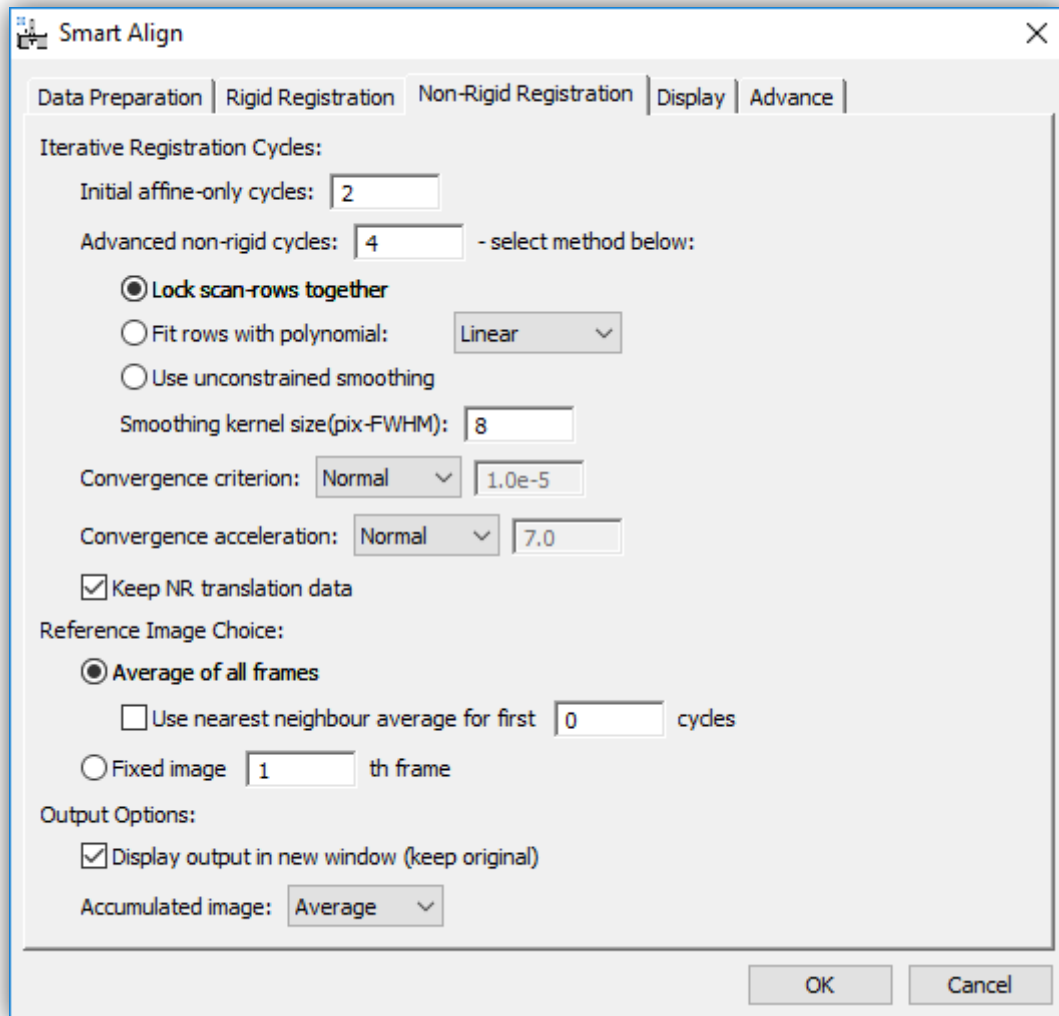 Smart Align
Data Preparation Rigid Registration Non-Rigid Registration Display Advance
Iterative Registration Cycles:
Initial affine-only cycles: 2
Advanced non-rigid cycles: 4 - select method below:
Lock scan-rows together
Fit rows with polynomial: Linear
Use unconstrained smoothing
Smoothing kernel size(pix-FWHM): 8
Convergence criterion: Normal 1.0e-5
Convergence acceleration: Normal 7.0
Keep NR translation data
Reference Image Choice:
Average of all frames
Use nearest neighbour average for first 0 cycles
Fixed image 1 th frame
Output Options:
Display output in new window (keep original)
Accumulated image: Average
OK Cancel